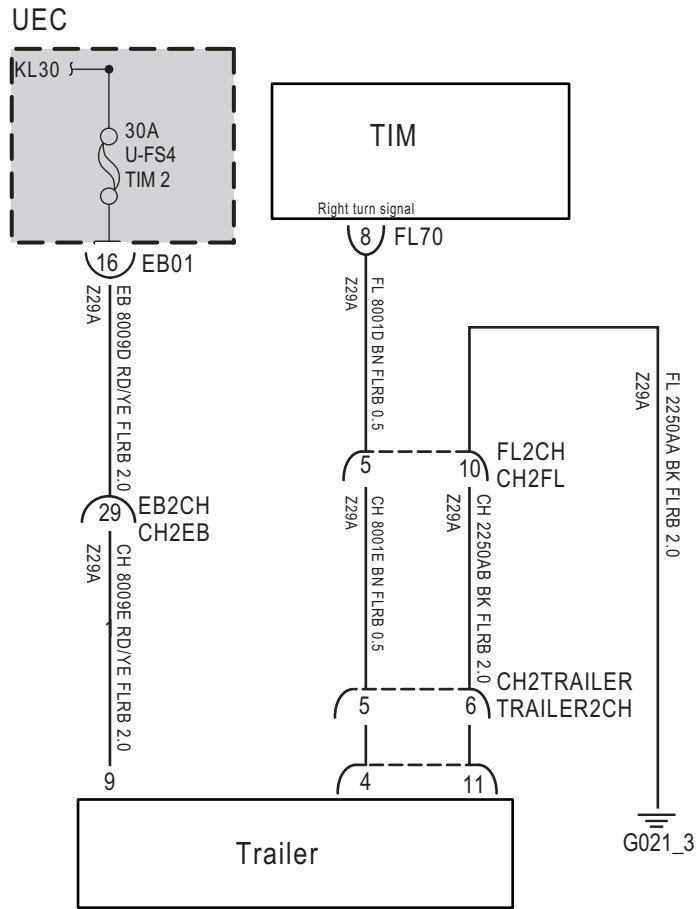 UEC
KL30
30A
U-FS4
TIM 2
TIM
Right turn signal
16 EB01
8 FL70
EB 8009D RD/YE FLRB 2.0
Z29A
FL 8001D BN FLRB 0.5
Z29A
FL 2250AA BK FLRB 2.0
Z29A
5 10 FL2CH
CH2FL
29 EB2CH
CH2EB
CH 8009E RD/YE FLRB 2.0
Z29A
CH 8001E BN FLRB 0.5
Z29A
CH 2250AB BK FLRB 2.0
Z29A
5 6 CH2TRAILER
TRAILER2CH
9 4 11
Trailer
G021_3